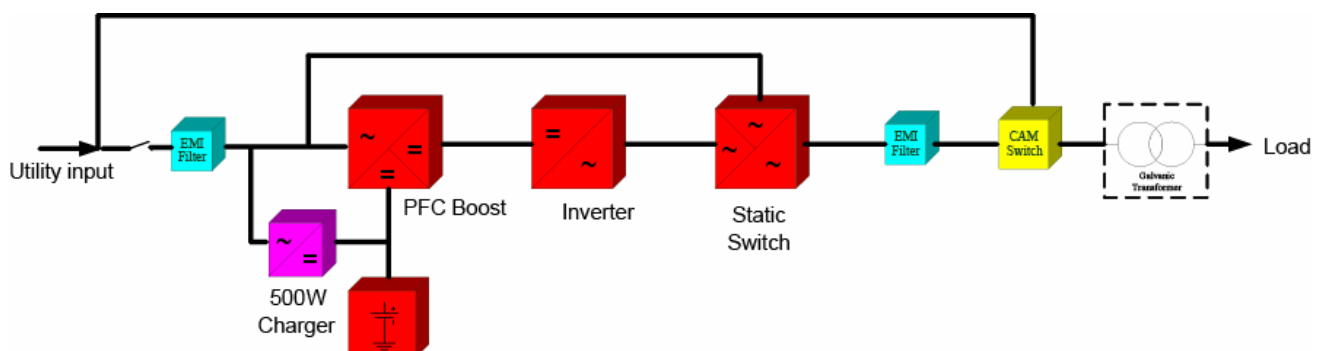 Utility input
EMI
Filter
PFC Boost
Inverter
Static
Switch
EMI
Filter
CAM
Switch
Galvanic
Transformer
Load
500W
Charger